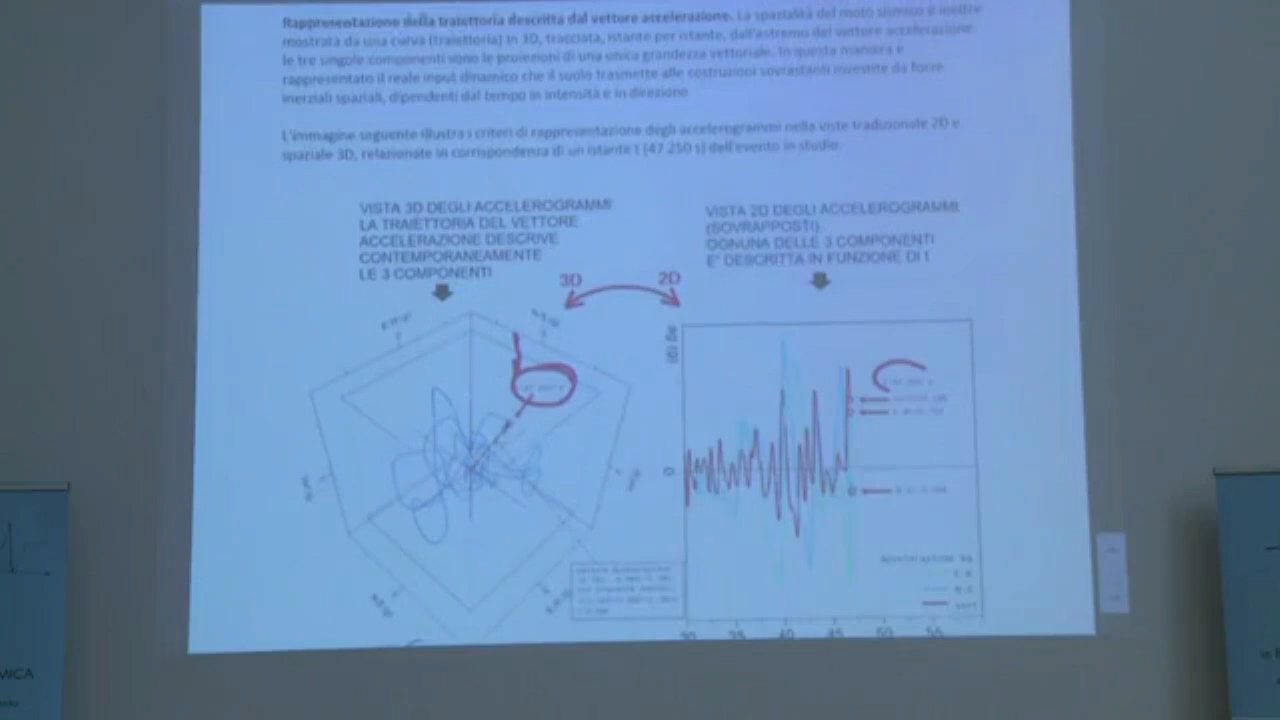 Rappresentazione della traiettoria descritta dal vettore accelerazione. La spazialità del moto sismico è inoltre
mostrata da una curva (traiettoria) in 3D, tracciata, istante per istante, dall'estremo del vettore accelerazione:
le tre singole componenti sono le proiezioni di una unica grandezza vettoriale. In questa maniera è
rappresentato il reale input dinamico che il suolo trasmette alle costruzioni sovrastanti investite da forze
inerziali spaziali, dipendenti dal tempo in intensità e in direzione.
L'immagine seguente illustra i criteri di rappresentazione degli accelerogrammi nella viste tradizionale 2D e
spaziale 3D, relazionate in corrispondenza di un istante t (47.250 s) dell'evento in studio.
VISTA 3D DEGLI ACCELEROGRAMMI
LA TRAIETTORIA DEL VETTORE
ACCELERAZIONE DESCRIVE
CONTEMPORANEAMENTE
LE 3 COMPONENTI
VISTA 2D DEGLI ACCELEROGRAMMI
(SOVRAPPOSTI)
OGNUNA DELLE 3 COMPONENTI
E' DESCRITTA IN FUNZIONE DI t
3D
2D
ag (g)
0
Accelerazione ag
vert
30 35 40 45 50 55
MICA